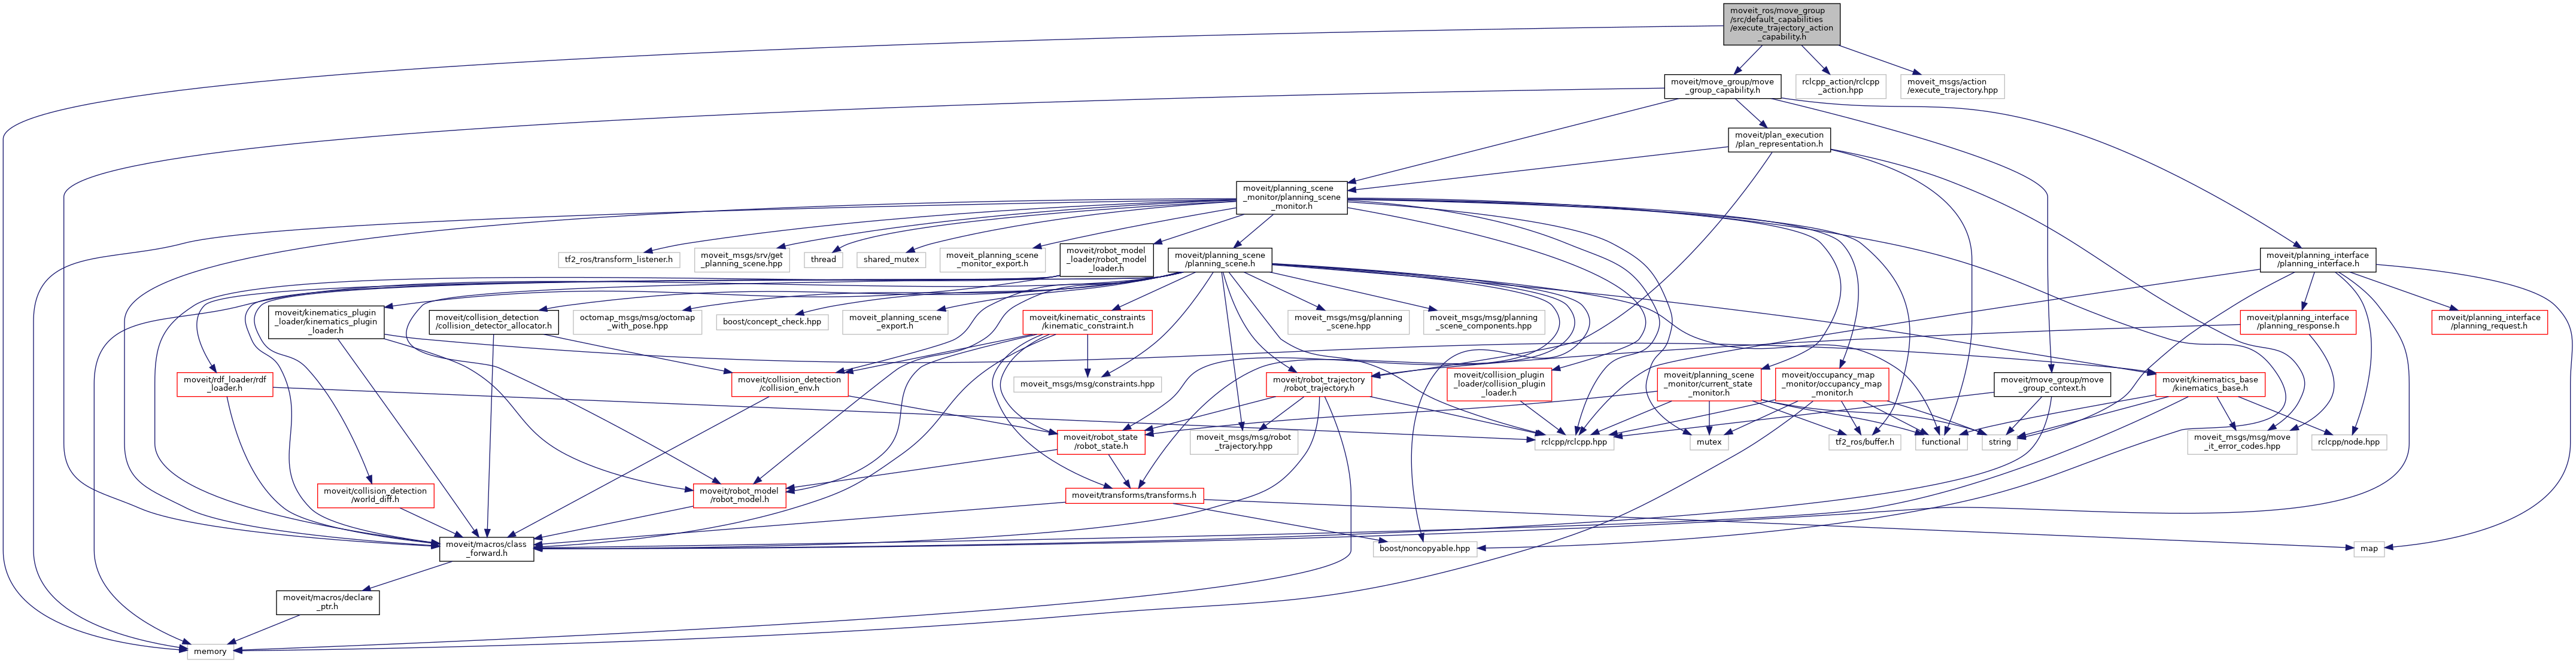 moveit_ros/move_group
/src/default_capabilities
/execute_trajectory_action
_capability.h
moveit/move_group/move
_group_capability.h
rclcpp_action/rclcpp
_action.hpp
moveit_msgs/action
/execute_trajectory.hpp
moveit/plan_execution
/plan_representation.h
moveit/planning_scene
_monitor/planning_scene
_monitor.h
tf2_ros/transform_listener.h
moveit_msgs/srv/get
_planning_scene.hpp
thread
shared_mutex
moveit_planning_scene
_monitor_export.h
moveit/robot_model
_loader/robot_model
_loader.h
moveit/planning_scene
/planning_scene.h
moveit/planning_interface
/planning_interface.h
moveit/kinematics_plugin
_loader/kinematics_plugin
_loader.h
moveit/collision_detection
/collision_detector_allocator.h
octomap_msgs/msg/octomap
_with_pose.hpp
boost/concept_check.hpp
moveit_planning_scene
_export.h
moveit/kinematic_constraints
/kinematic_constraint.h
moveit_msgs/msg/planning
_scene.hpp
moveit_msgs/msg/planning
_scene_components.hpp
moveit/planning_interface
/planning_response.h
moveit/planning_interface
/planning_request.h
moveit/rdf_loader/rdf
_loader.h
moveit/collision_detection
/collision_env.h
moveit_msgs/msg/constraints.hpp
moveit/robot_trajectory
/robot_trajectory.h
moveit/collision_plugin
_loader/collision_plugin
_loader.h
moveit/planning_scene
_monitor/current_state
_monitor.h
moveit/occupancy_map
_monitor/occupancy_map
_monitor.h
moveit/move_group/move
_group_context.h
moveit/kinematics_base
/kinematics_base.h
moveit/robot_state
/robot_state.h
moveit_msgs/msg/robot
_trajectory.hpp
rclcpp/rclcpp.hpp
mutex
tf2_ros/buffer.h
functional
string
moveit_msgs/msg/move
_it_error_codes.hpp
rclcpp/node.hpp
moveit/collision_detection
/world_diff.h
moveit/robot_model
/robot_model.h
moveit/transforms/transforms.h
moveit/macros/class
_forward.h
boost/noncopyable.hpp
map
moveit/macros/declare
_ptr.h
memory